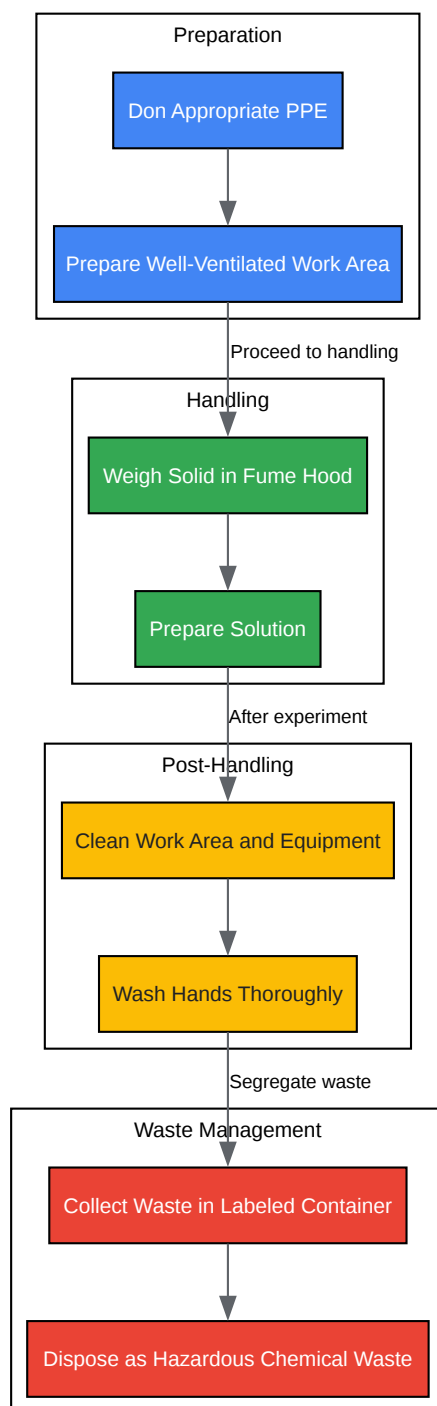 Preparation
Don Appropriate PPE
Prepare Well-Ventilated Work Area
Proceed to handling
Handling
Weigh Solid in Fume Hood
Prepare Solution
After experiment
Post-Handling
Clean Work Area and Equipment
Wash Hands Thoroughly
Segregate waste
Waste Management
Collect Waste in Labeled Container
Dispose as Hazardous Chemical Waste